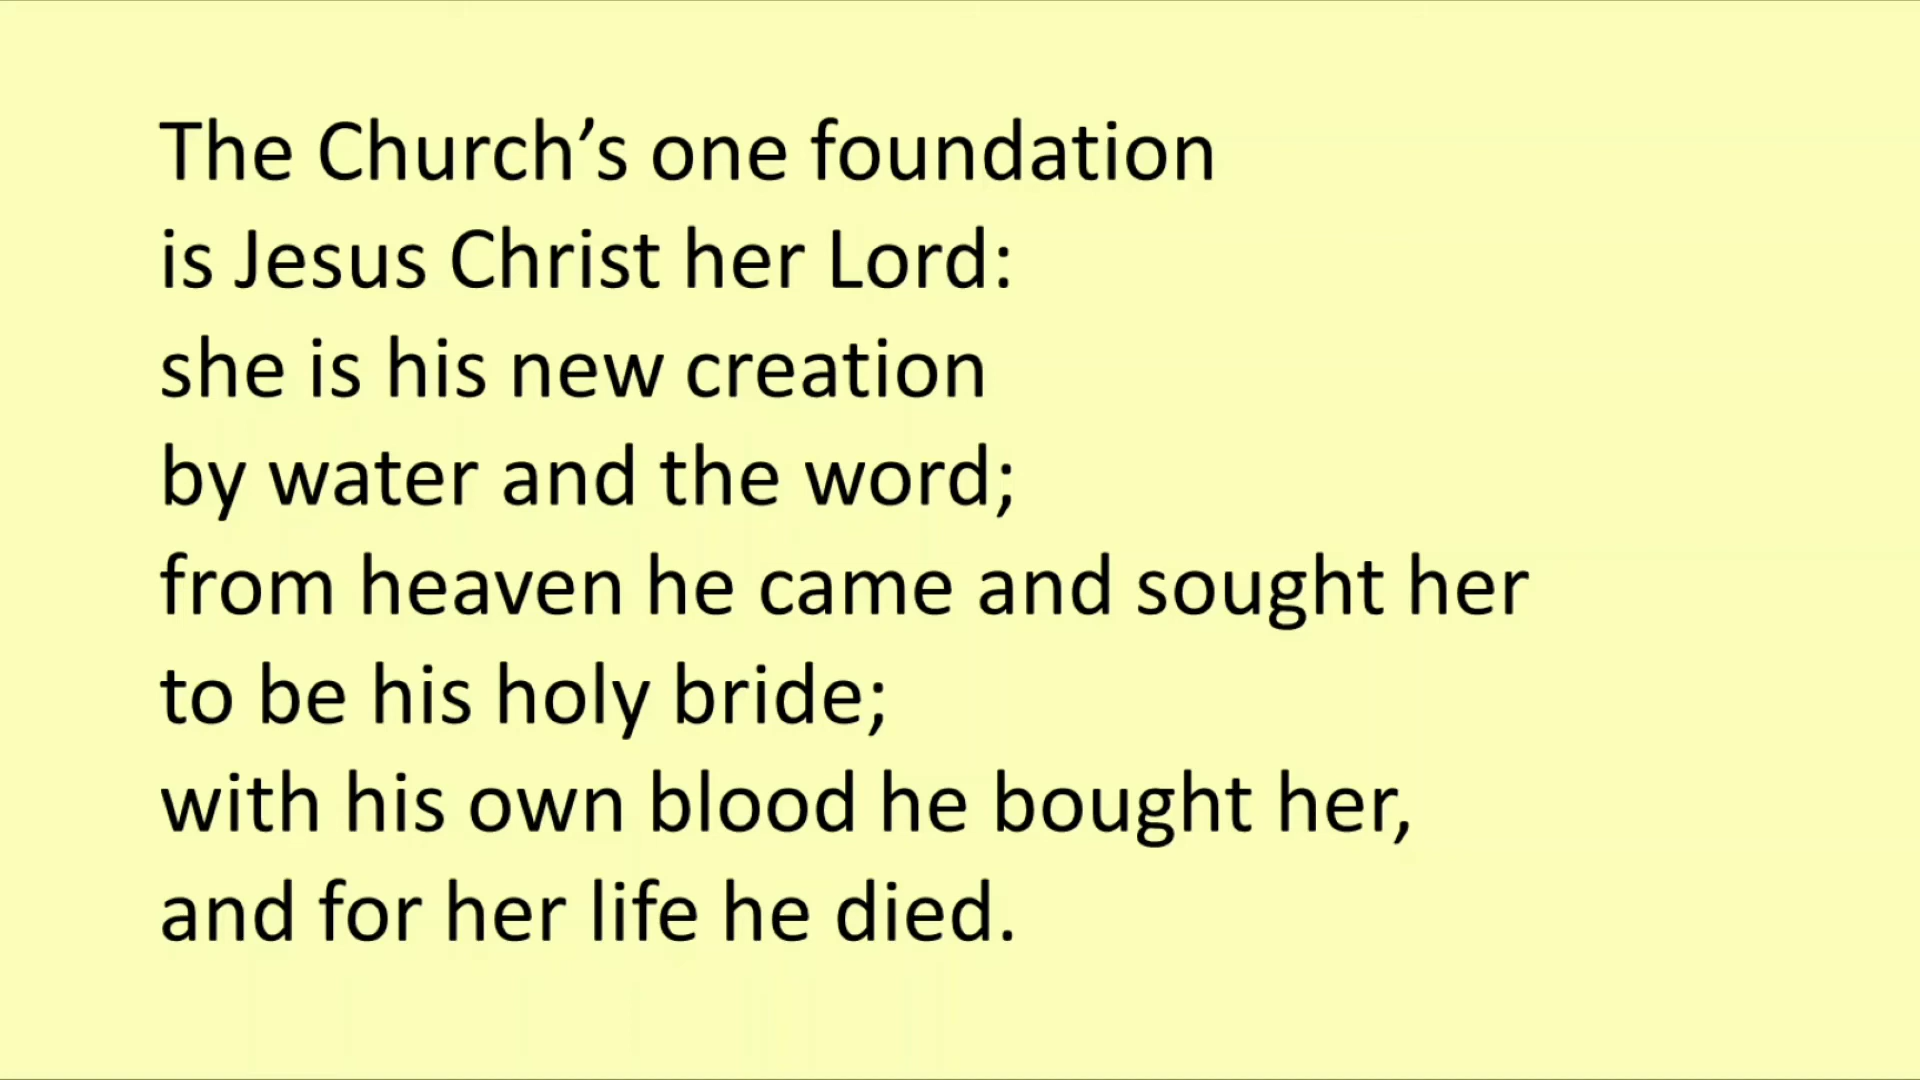 The Church’s one foundation
is Jesus Christ her Lord:
she is his new creation
by water and the word;
from heaven he came and sought her
to be his holy bride;
with his own blood he bought her,
and for her life he died.